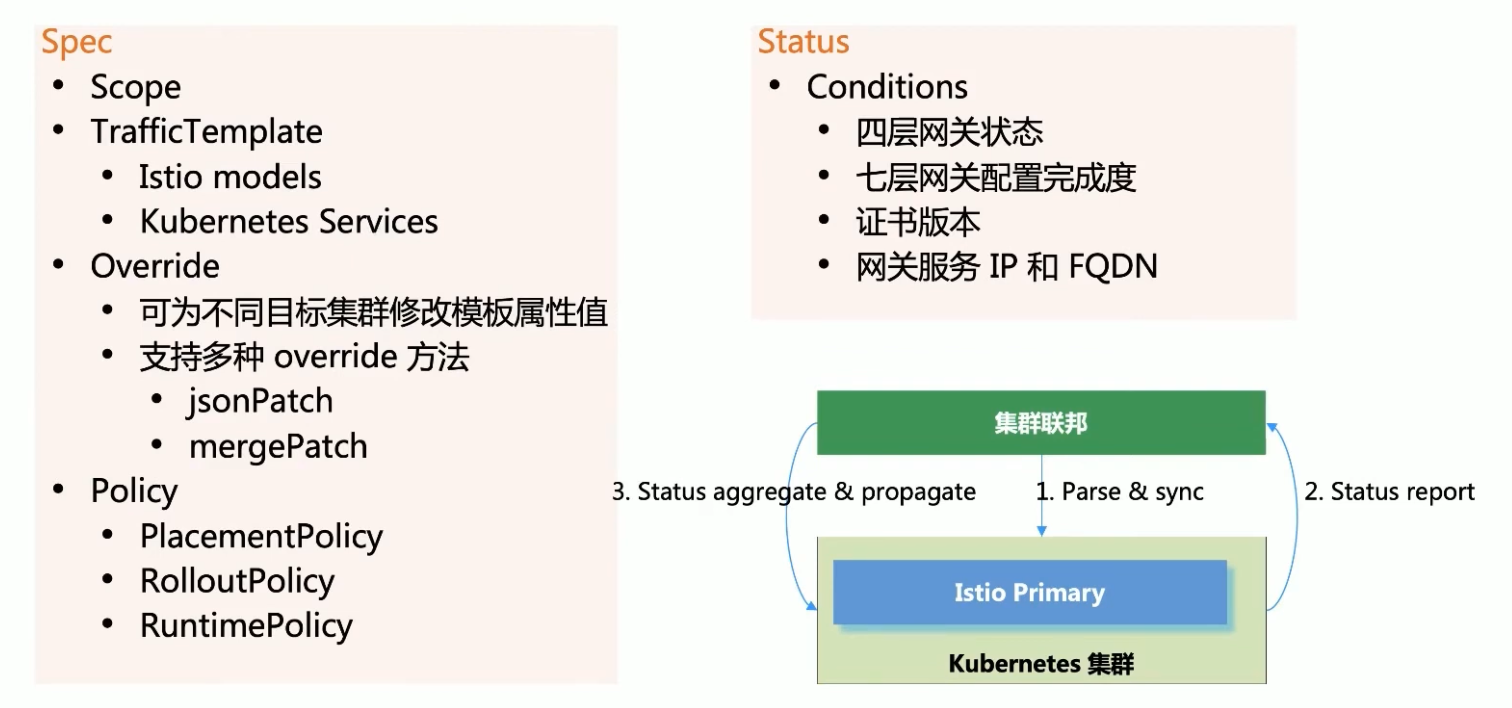 Spec
• Scope
• TrafficTemplate
• Istio models
• Kubernetes Services
• Override
• 可为不同目标集群修改模板属性值
• 支持多种 override 方法
• jsonPatch
• mergePatch
• Policy
• PlacementPolicy
• RolloutPolicy
• RuntimePolicy
Status
• Conditions
• 四层网关状态
• 七层网关配置完成度
• 证书版本
• 网关服务 IP 和 FQDN
集群联邦
3. Status aggregate & propagate
1. Parse & sync
2. Status report
Istio Primary
Kubernetes 集群